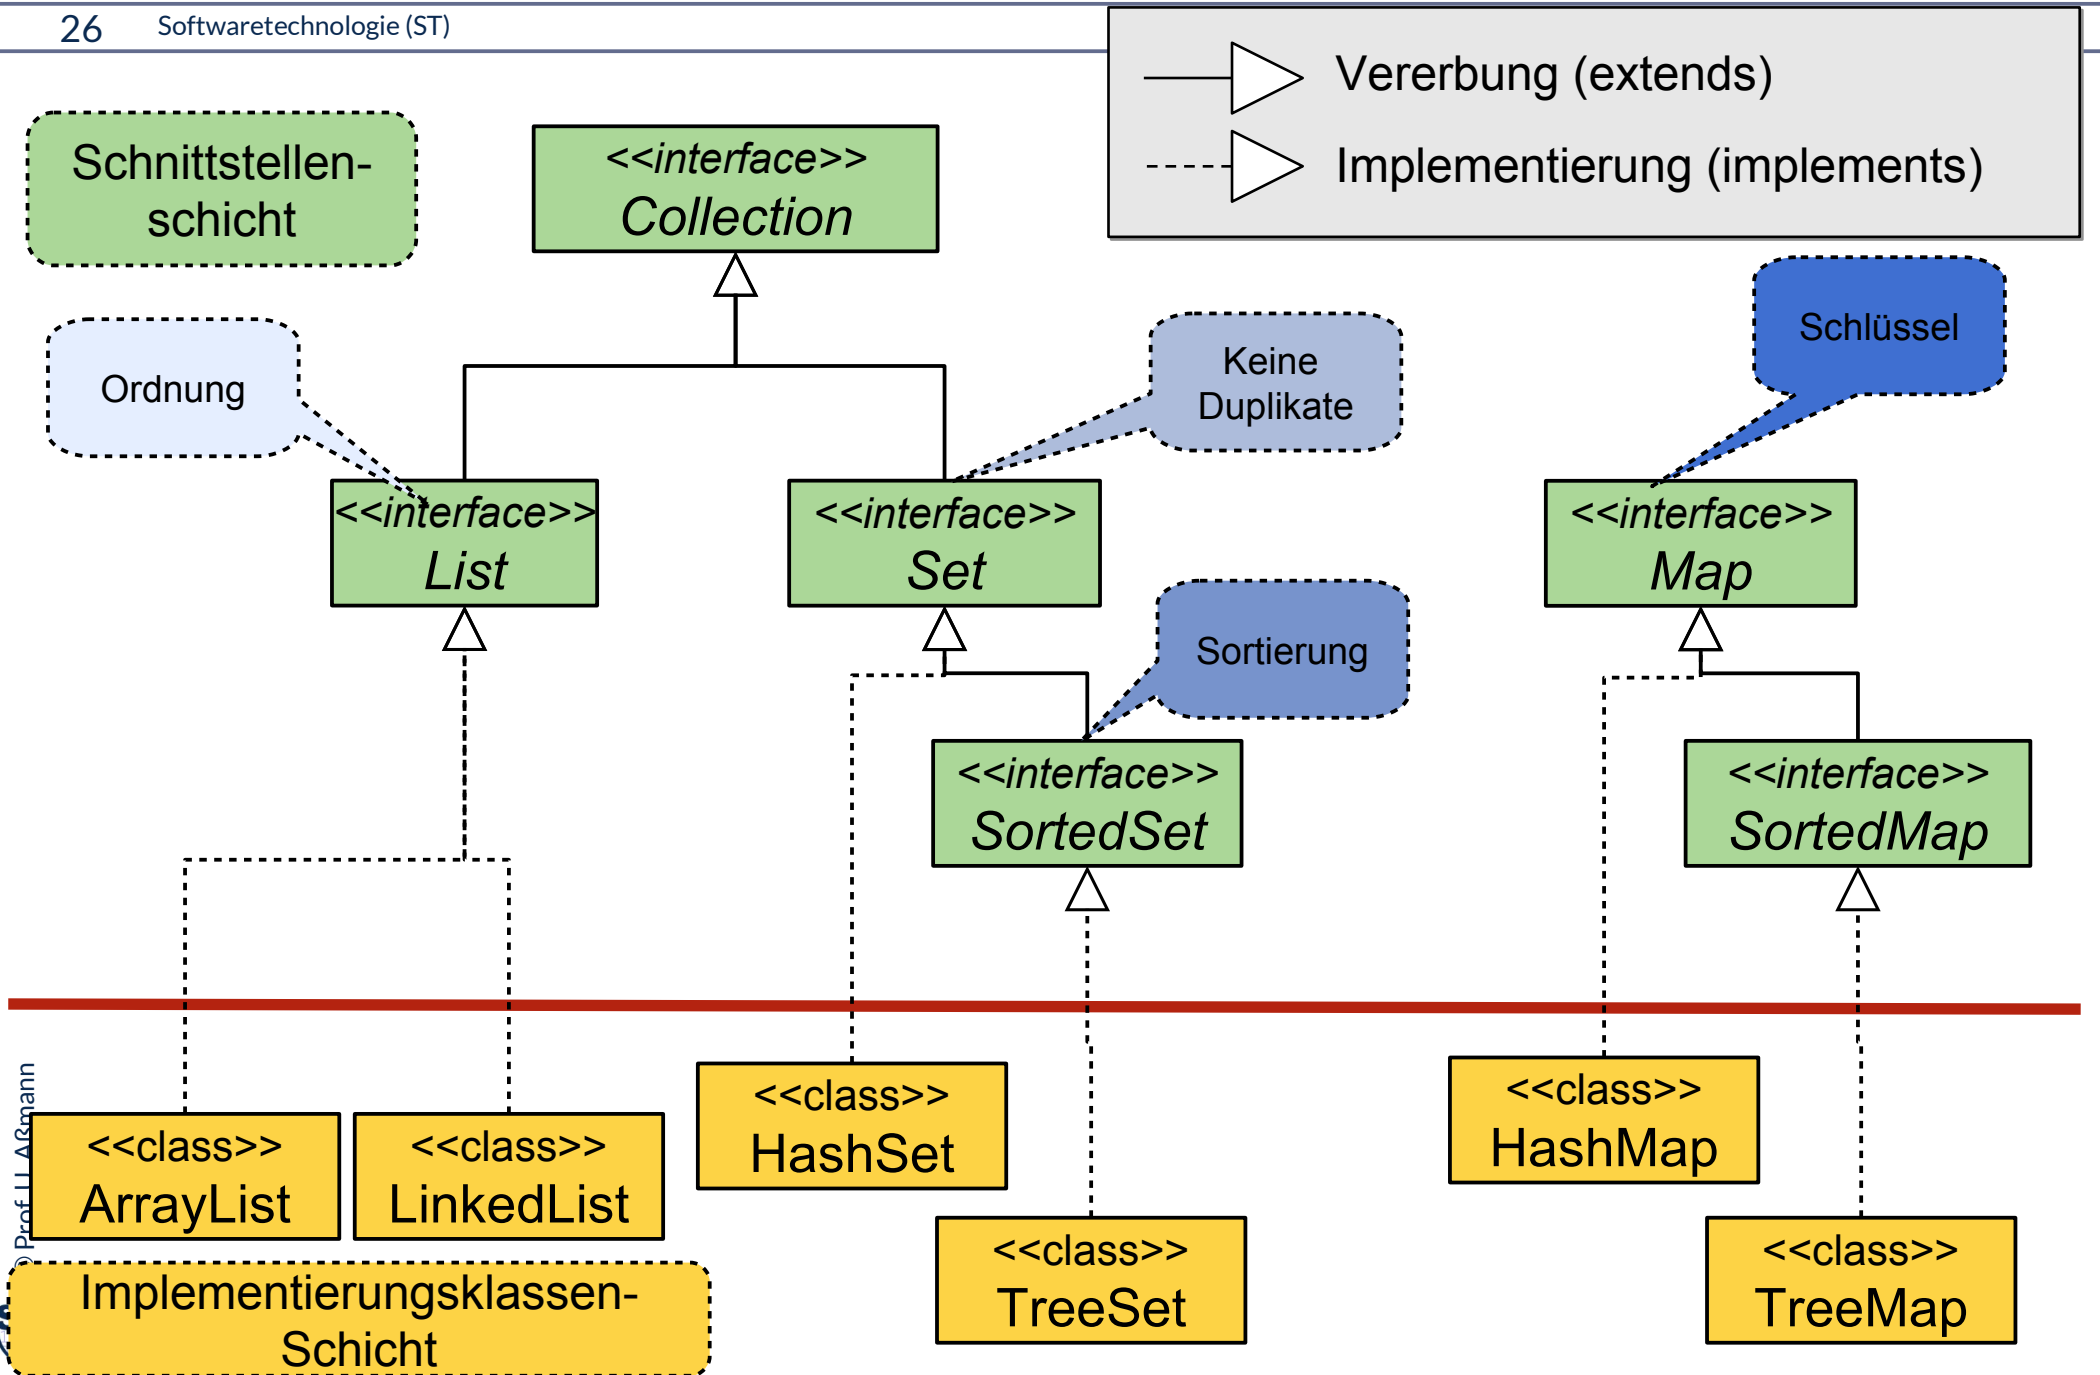 26 Softwaretechnologie (ST)
Vererbung (extends)
Implementierung (implements)
Schnittstellen-
schicht
<<interface>>
Collection
Ordnung
Keine
Duplikate
Schlüssel
<<interface>>
List
<<interface>>
Set
<<interface>>
Map
Sortierung
<<interface>>
SortedSet
<<interface>>
SortedMap
<<class>>
ArrayList
<<class>>
LinkedList
<<class>>
HashSet
<<class>>
TreeSet
<<class>>
HashMap
<<class>>
TreeMap
Implementierungsklassen-
Schicht
© Prof. U. Aßmann